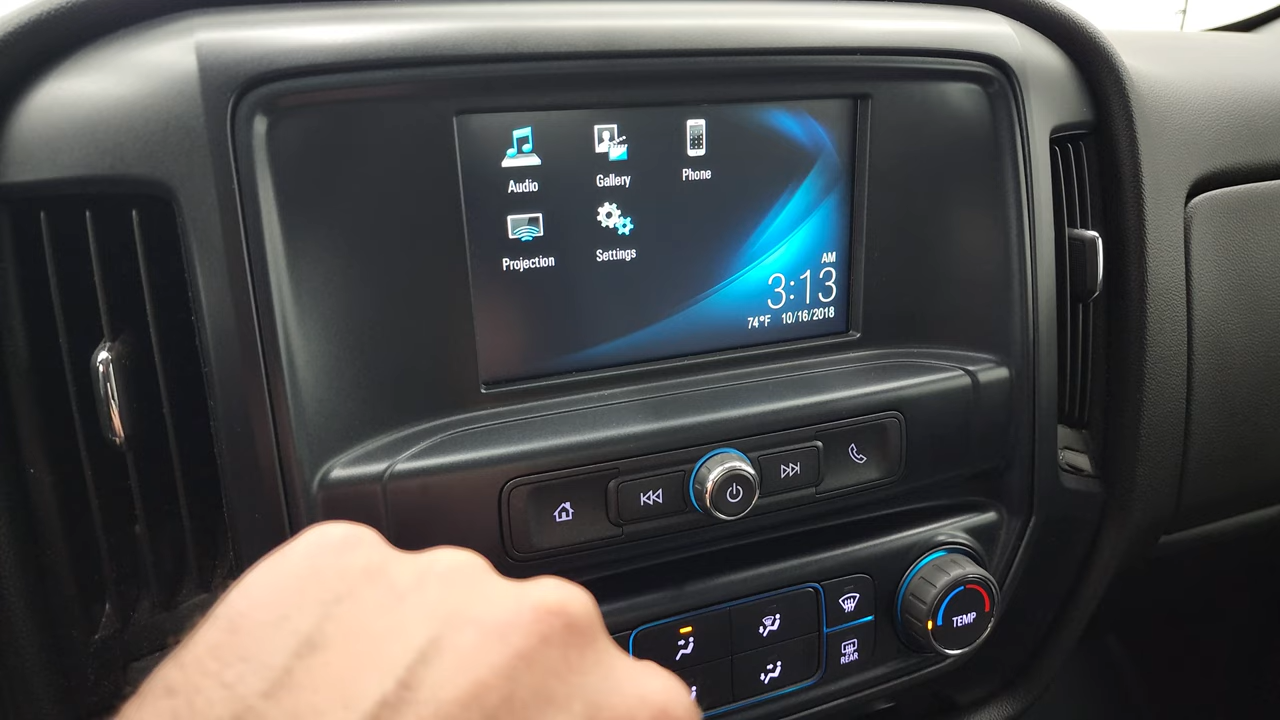 Audio
Gallery
Phone
Projection
Settings
AM
3:13
74°F 10/16/2018
TEMP
REAR